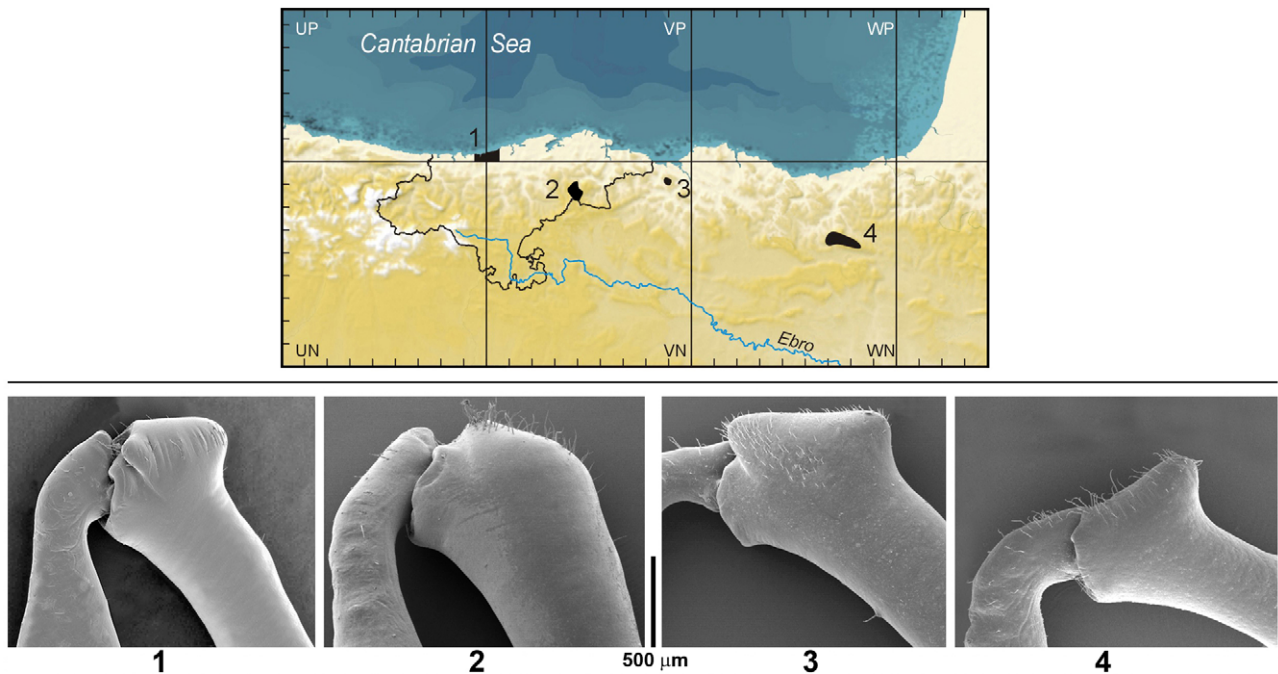 UP VP WP
Cantabrian Sea
1
2 3
4
Ebro
UN VN WN
1 2 500 µm 3 4